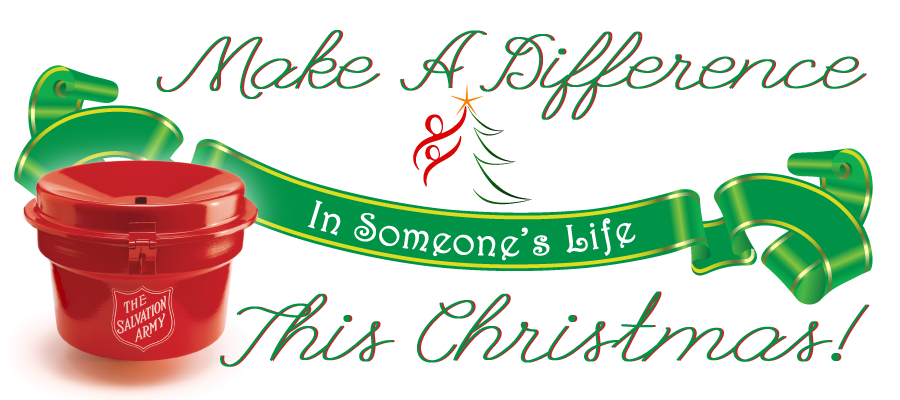 Make A Difference
In Someone's Life
This Christmas!
THE
SALVATION
ARMY